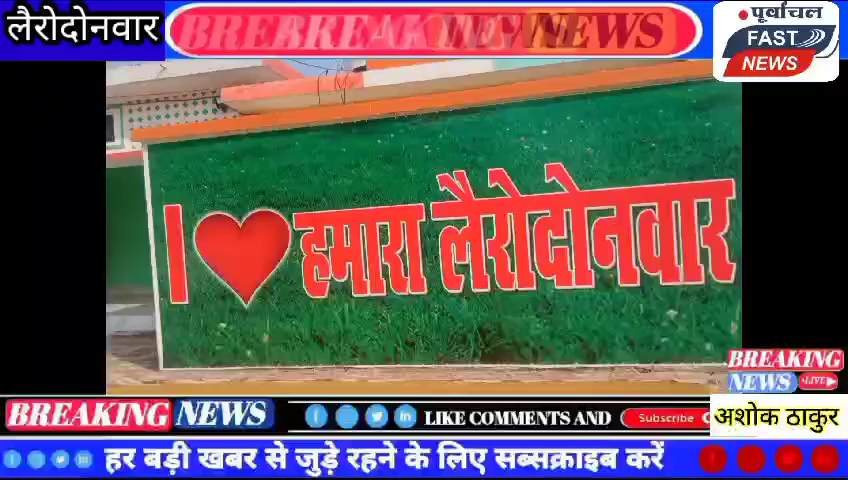 लैरोदोनवार
BREAKING NEWS
पूर्वांचल
FAST
NEWS
I ❤ हमारा लैरोदोनवार
BREAKING
NEWS LIVE
BREAKING NEWS
LIKE COMMENTS AND Subscribe
अशोक ठाकुर
हर बड़ी खबर से जुड़े रहने के लिए सब्सक्राइब करें